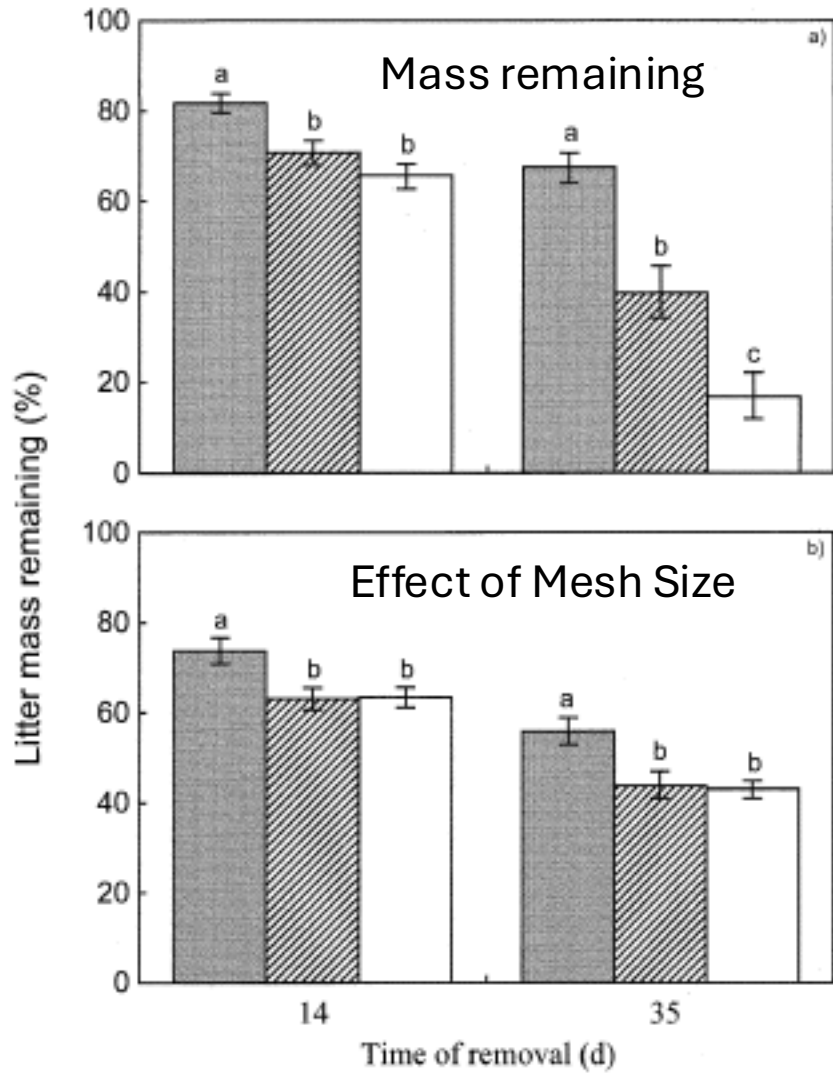 Litter mass remaining (%)
100
80
60
40
20
0
a)
Mass remaining
a
b
b
a
b
c
100
80
60
40
20
0
b)
Effect of Mesh Size
a
b
b
a
b
b
14
35
Time of removal (d)